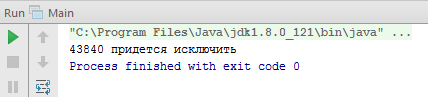 Run Main
"C:\Program Files\Java\jdk1.8.0_121\bin\java" ...
43840 придется исключить
Process finished with exit code 0